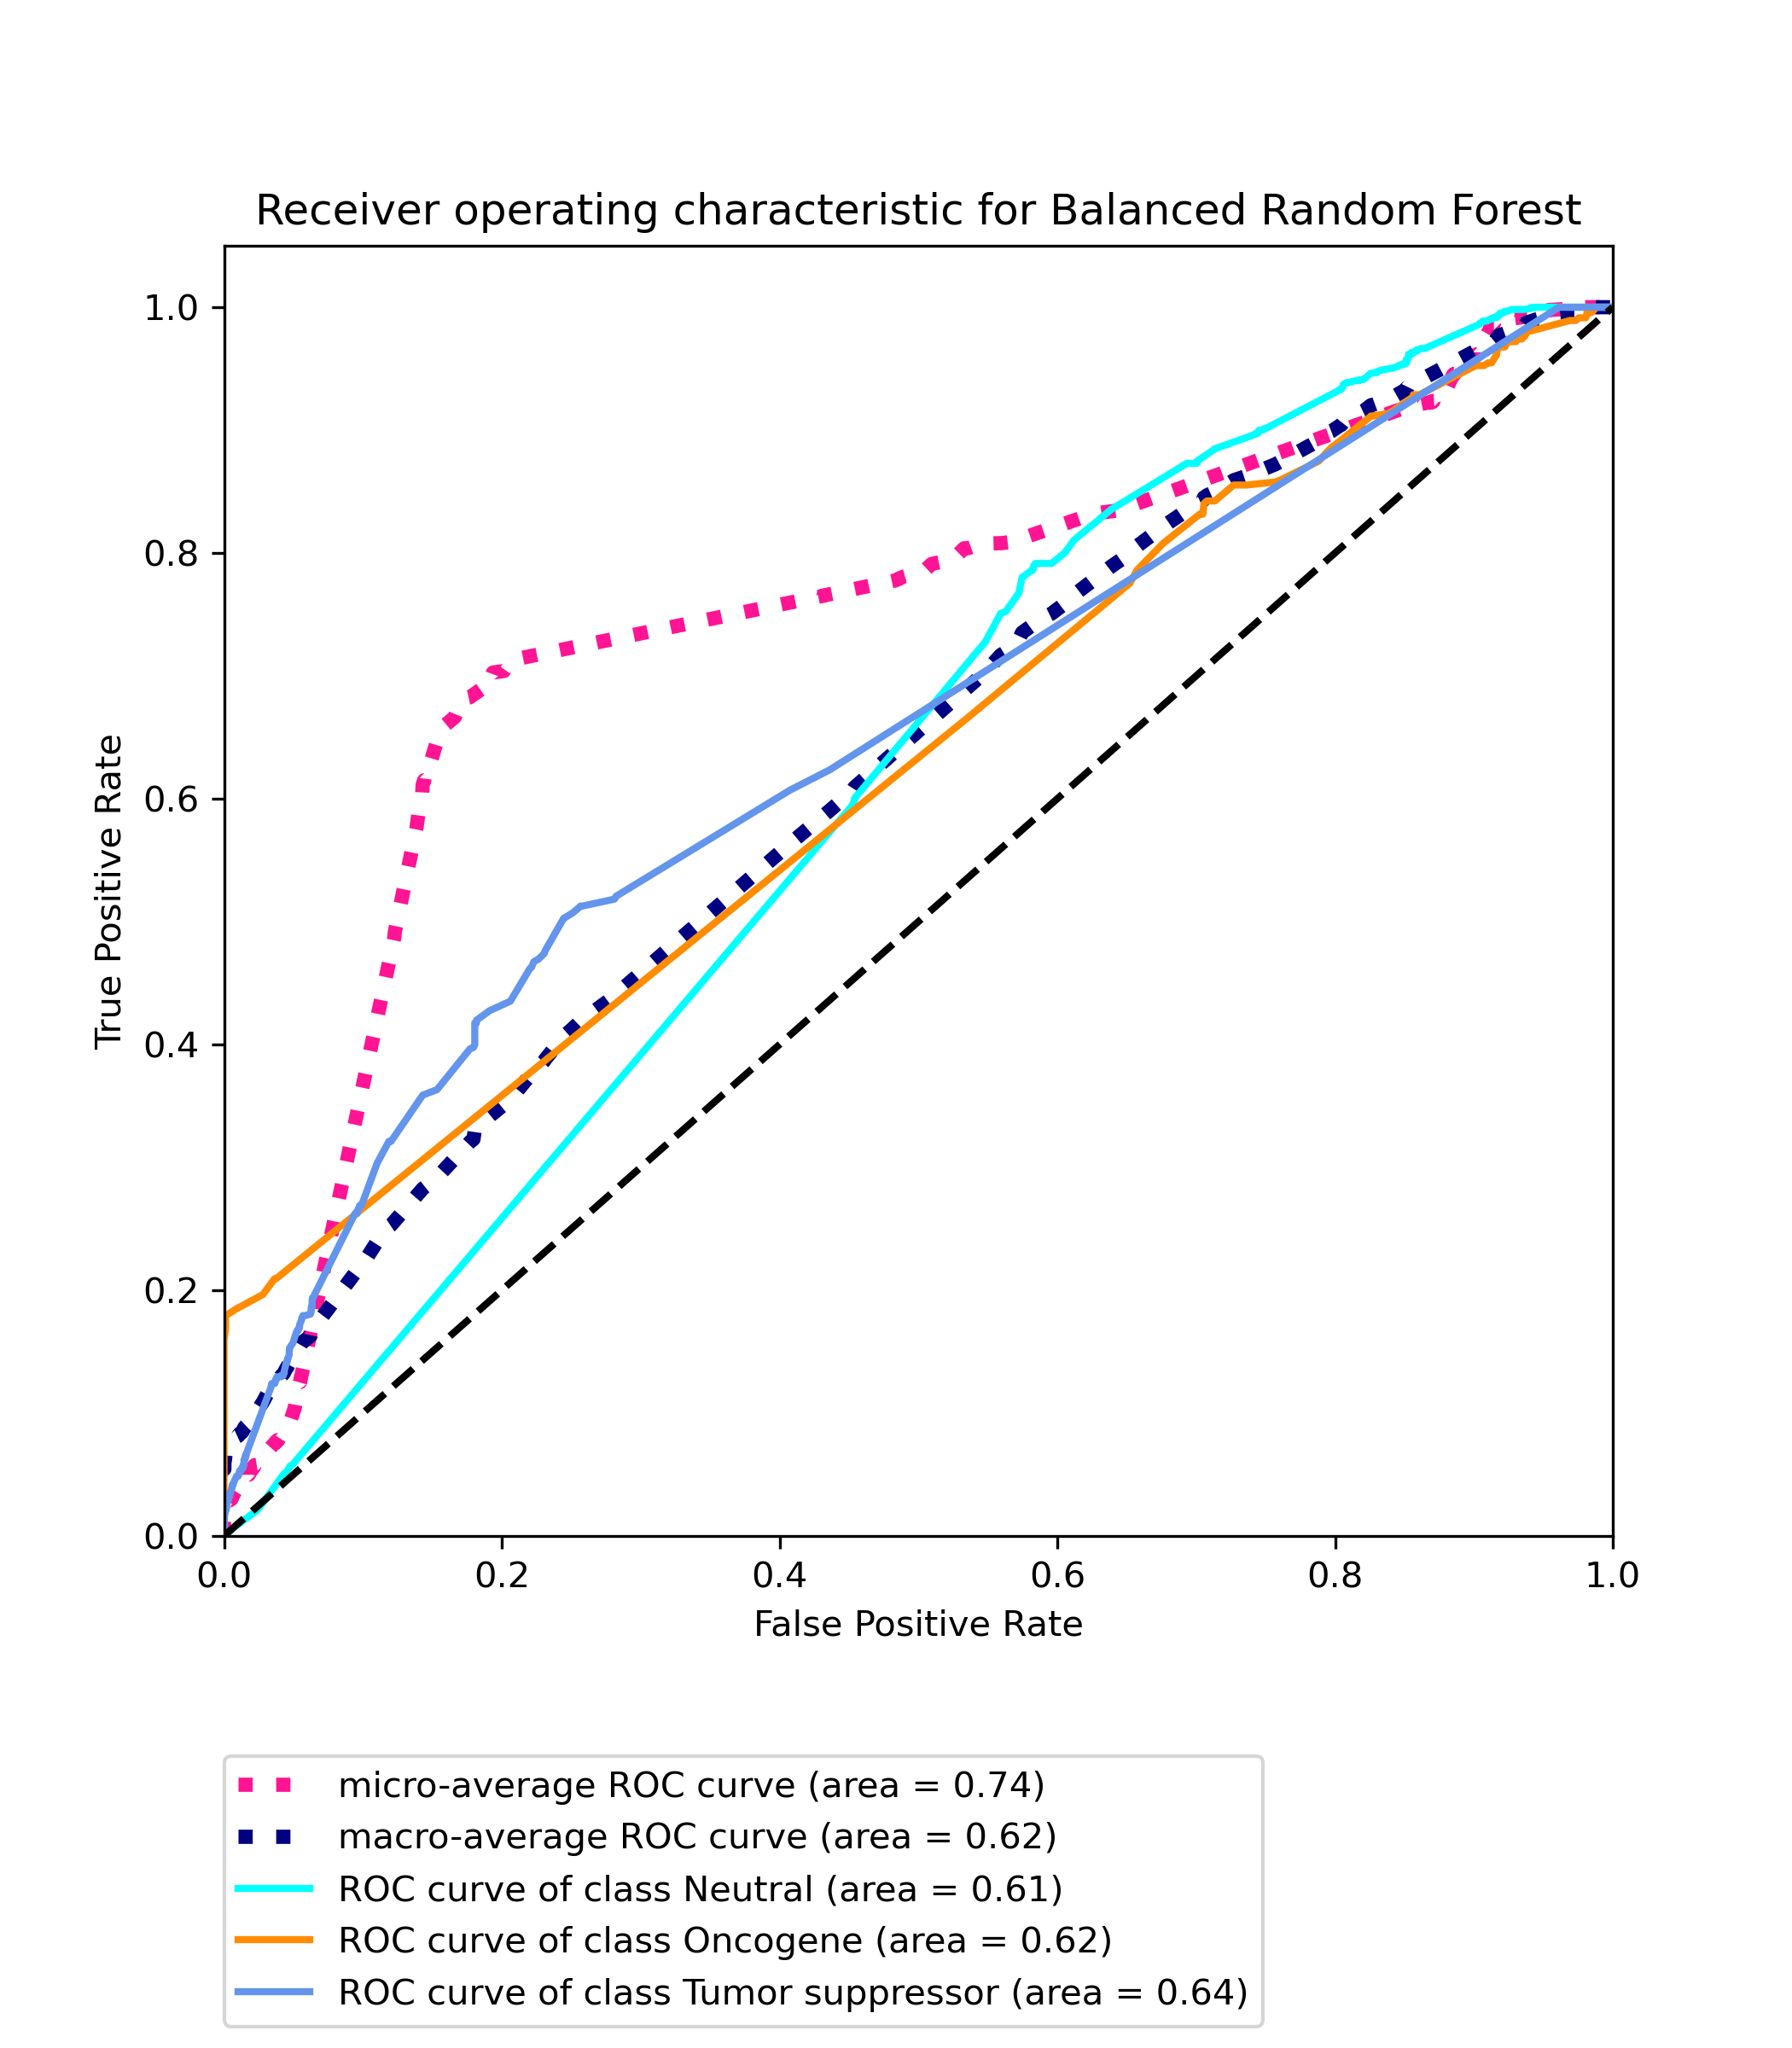 Receiver operating characteristic for Balanced Random Forest
1.0
0.8
0.6
0.4
0.2
0.0
True Positive Rate
0.0 0.2 0.4 0.6 0.8 1.0
False Positive Rate
micro-average ROC curve (area = 0.74)
macro-average ROC curve (area = 0.62)
ROC curve of class Neutral (area = 0.61)
ROC curve of class Oncogene (area = 0.62)
ROC curve of class Tumor suppressor (area = 0.64)